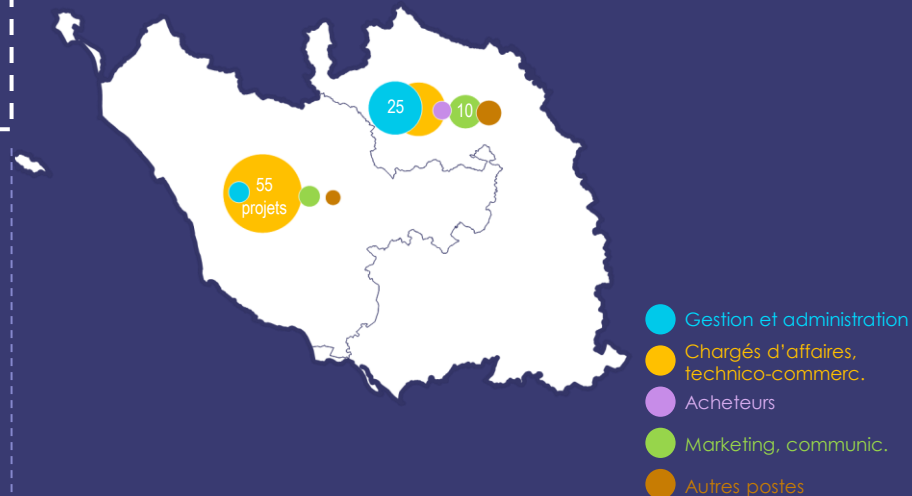 25
10
55
projets
Gestion et administration
Chargés d’affaires,
technico-commerc.
Acheteurs
Marketing, communic.
Autres postes